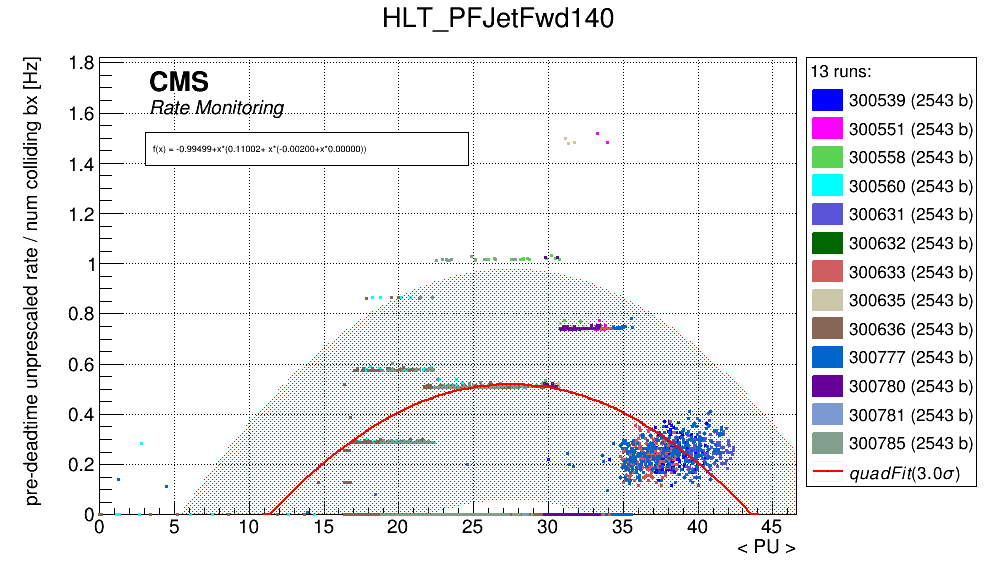 HLT_PFJetFwd140
pre-deadtime unprescaled rate / num colliding bx [Hz]
1.8
1.6
1.4
1.2
1
0.8
0.6
0.4
0.2
0
CMS
Rate Monitoring
f(x) = -0.99499+x*(0.11002+ x*(-0.00200+x*0.00000))
0 5 10 15 20 25 30 35 40 45
< PU >
13 runs:
300539 (2543 b)
300551 (2543 b)
300558 (2543 b)
300560 (2543 b)
300631 (2543 b)
300632 (2543 b)
300633 (2543 b)
300635 (2543 b)
300636 (2543 b)
300777 (2543 b)
300780 (2543 b)
300781 (2543 b)
300785 (2543 b)
quadFit(3.0σ)